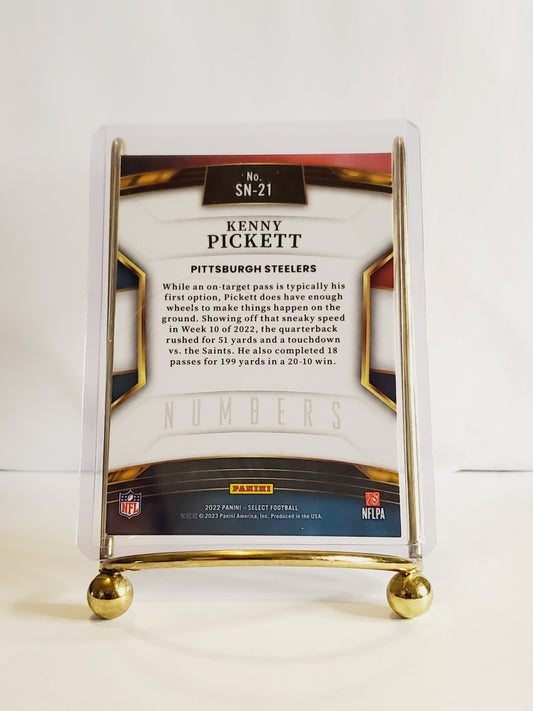 No.
SN-21
KENNY
PICKETT
PITTSBURGH STEELERS
While an on-target pass is typically his
first option, Pickett does have enough
wheels to make things happen on the
ground. Showing off that sneaky speed
in Week 10 of 2022, the quarterback
rushed for 51 yards and a touchdown
vs. the Saints. He also completed 18
passes for 199 yards in a 20-10 win.
NUMBERS
PANINI
NFL
2022 PANINI – SELECT FOOTBALL
© 2023 Panini America, Inc. Produced in the USA.
NFLPA